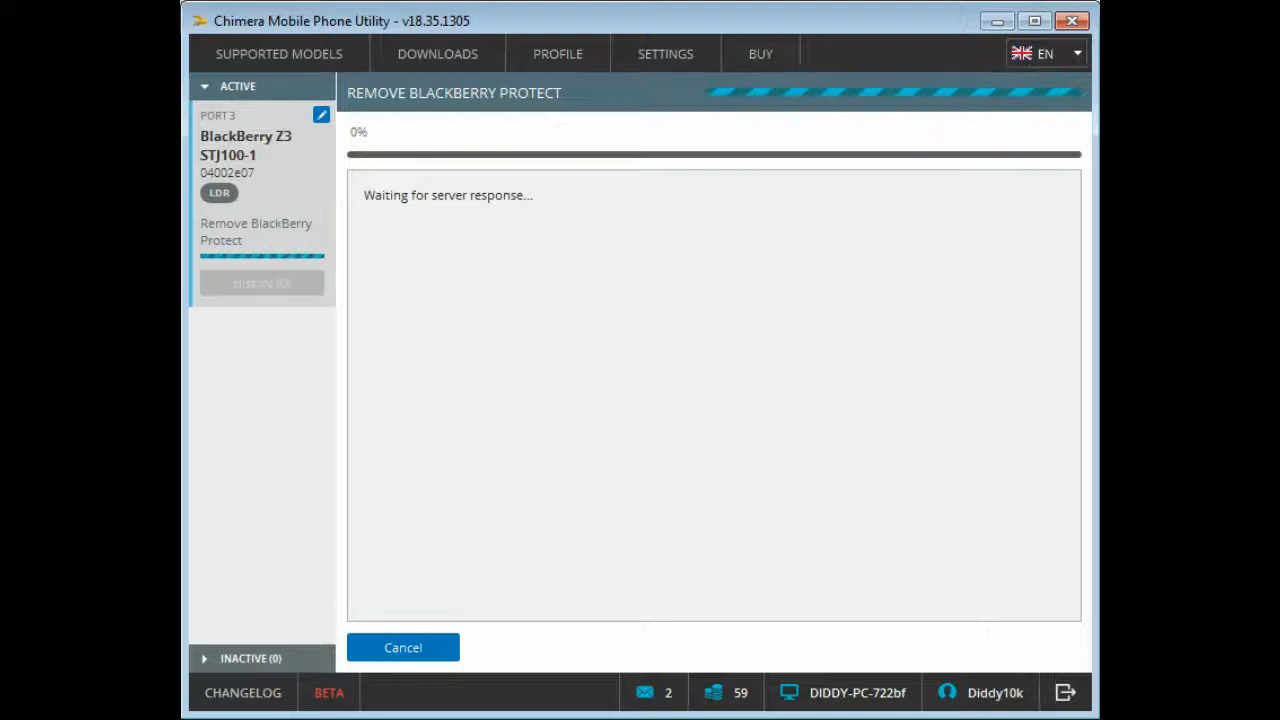 Chimera Mobile Phone Utility - v18.35.1305
SUPPORTED MODELS
DOWNLOADS
PROFILE
SETTINGS
BUY
EN
ACTIVE
PORT 3
BlackBerry Z3
STJ100-1
04002e07
LDR
Remove BlackBerry
Protect
REMOVE BLACKBERRY PROTECT
0%
Waiting for server response...
Cancel
INACTIVE (0)
CHANGELOG
BETA
2
59
DIDDY-PC-722bf
Diddy10k